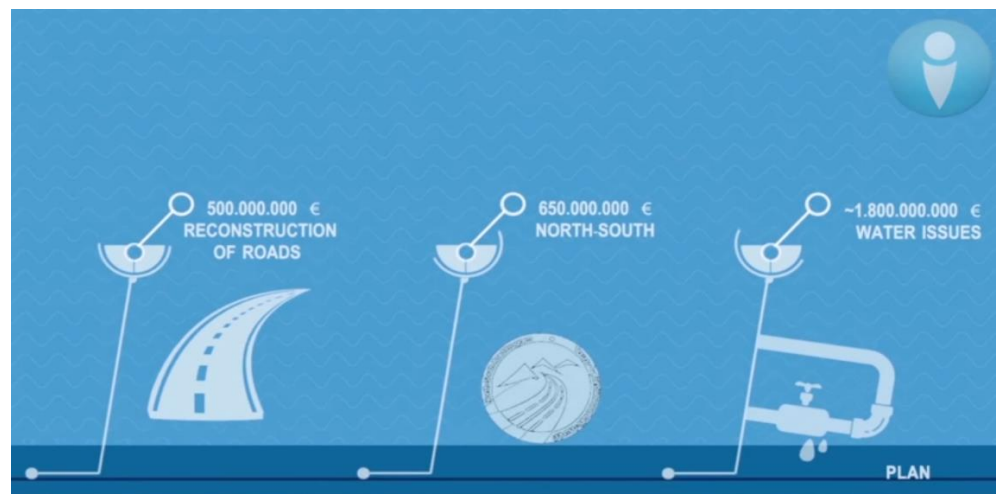 500.000.000 €
RECONSTRUCTION
OF ROADS
650.000.000 €
NORTH-SOUTH
~1.800.000.000 €
WATER ISSUES
PLAN